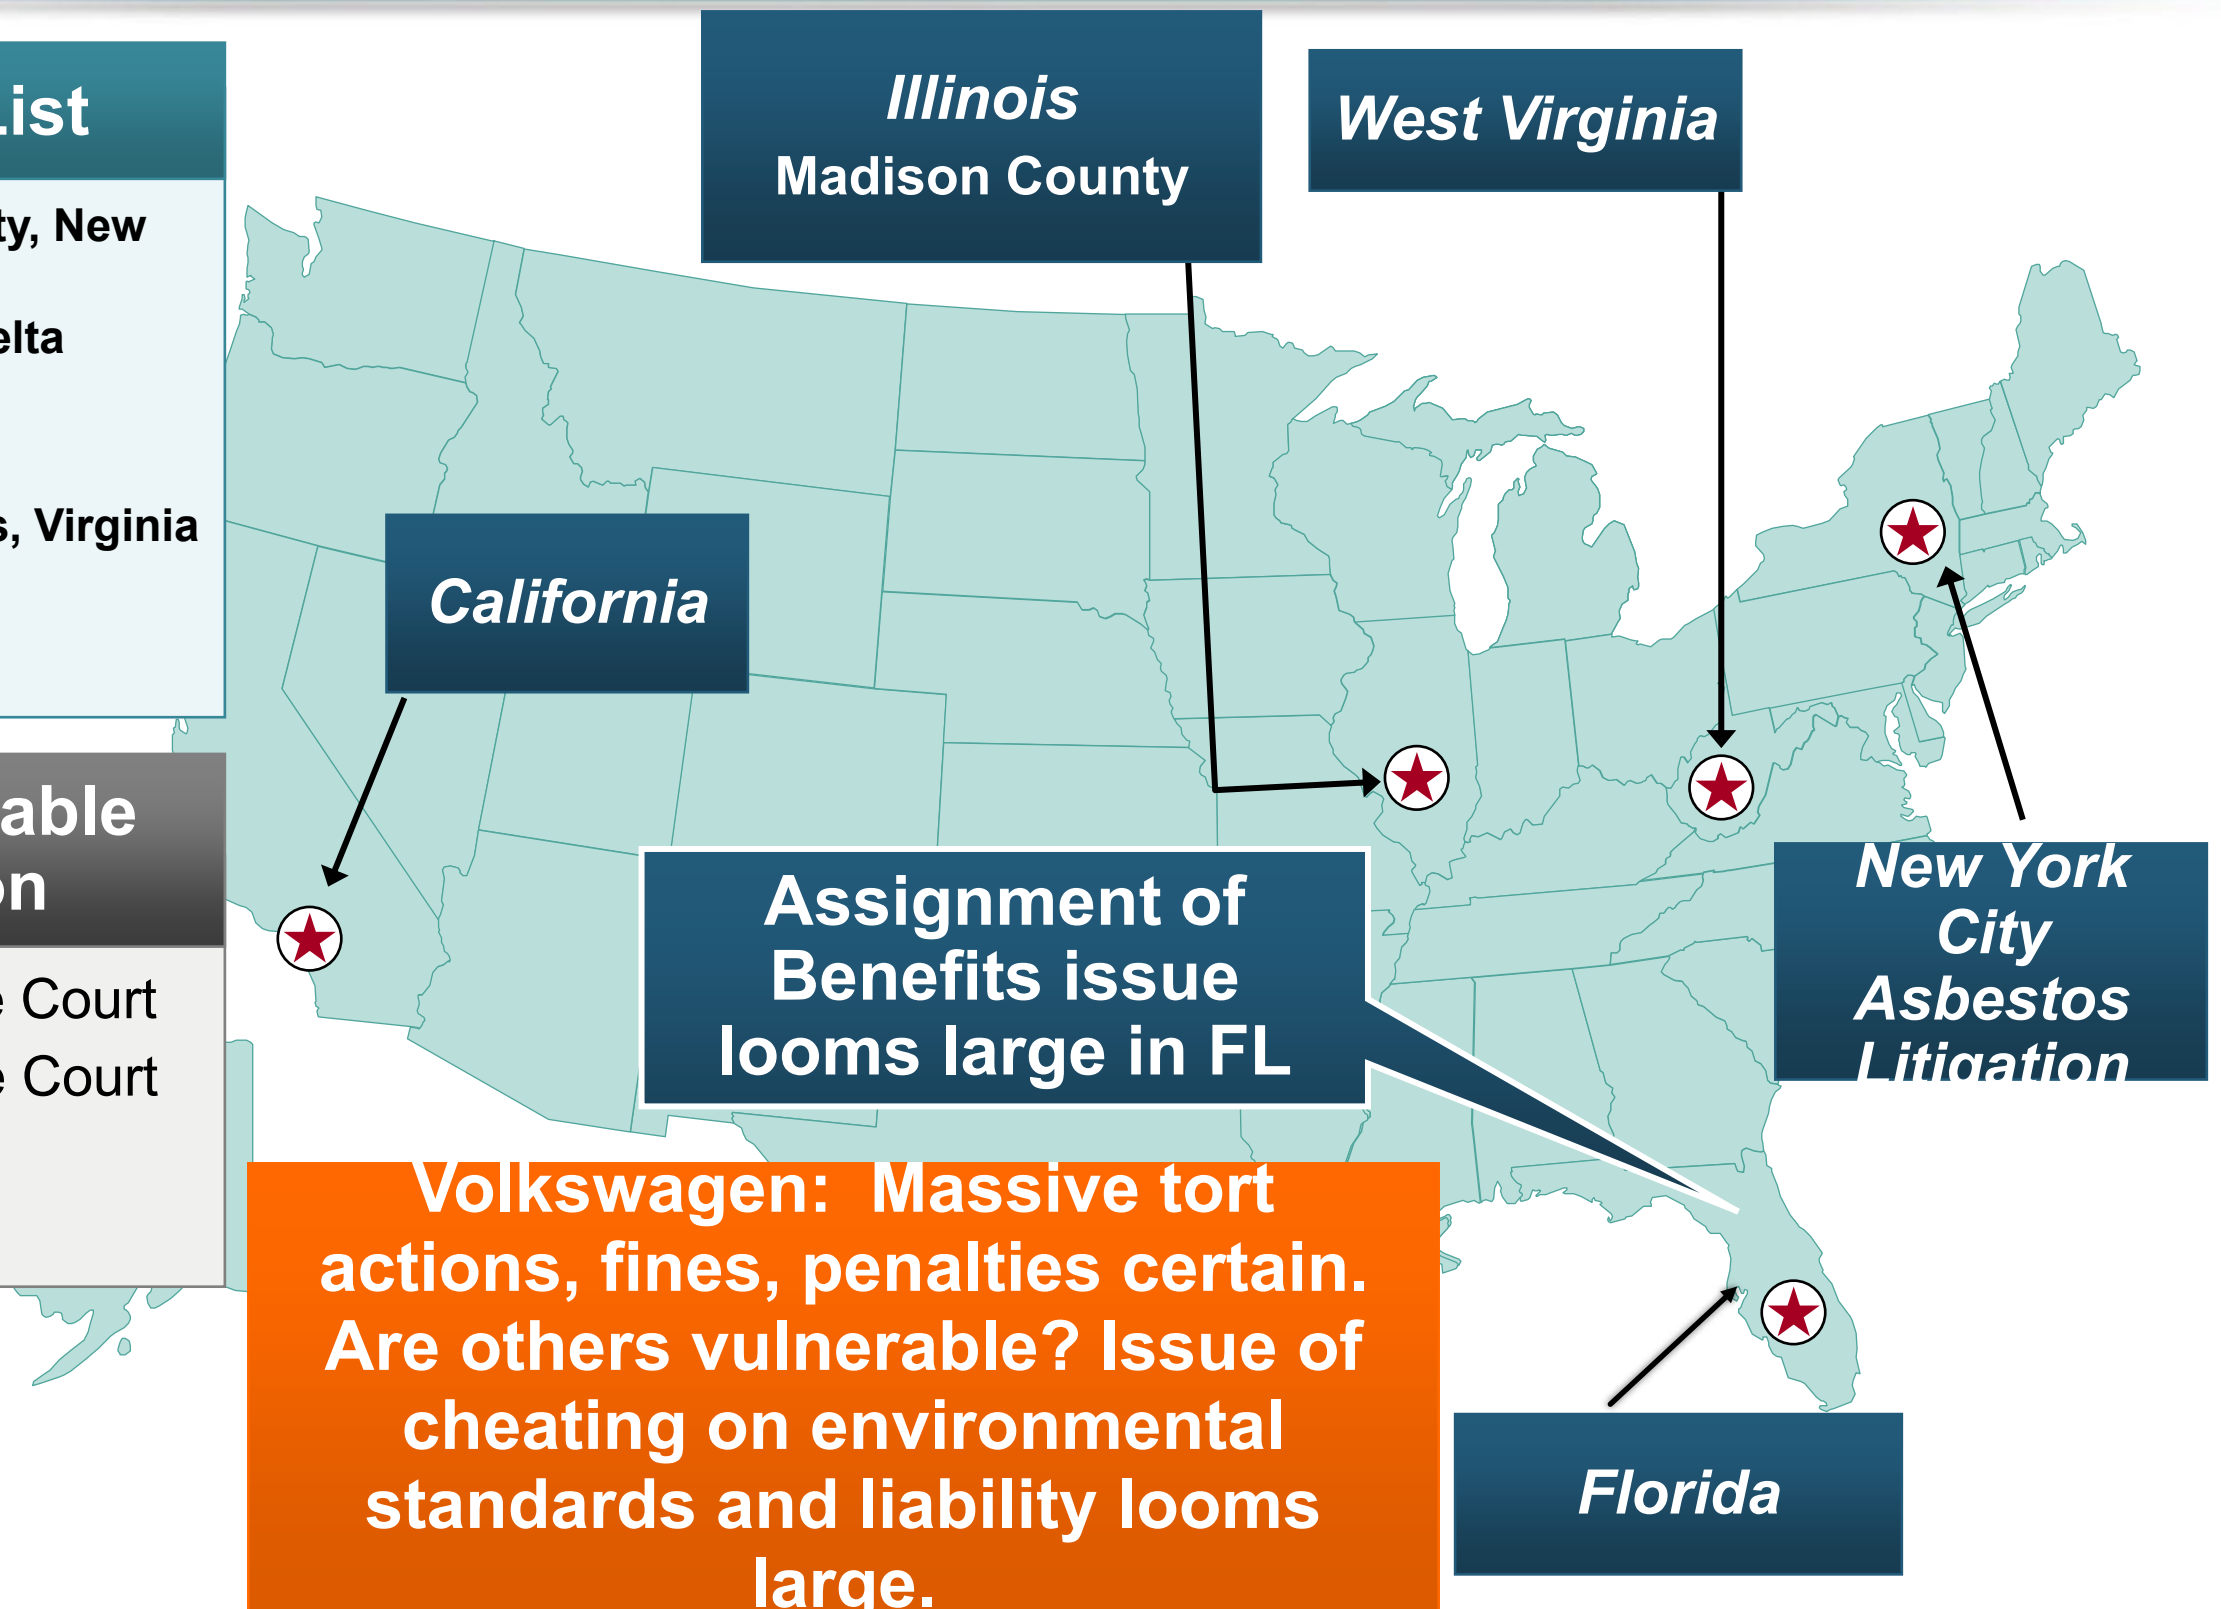 List
ty, New
elta
s, Virginia
able
on
e Court
e Court
Illinois
Madison County
West Virginia
California
Assignment of
Benefits issue
looms large in FL
New York
City
Asbestos
Litigation
Volkswagen:  Massive tort
actions, fines, penalties certain.
Are others vulnerable? Issue of
cheating on environmental
standards and liability looms
large.
Florida